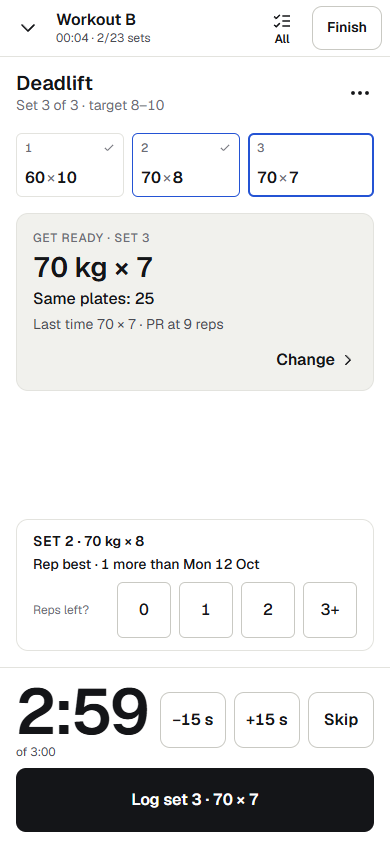 Workout B
00:04 · 2/23 sets
All
Finish
Deadlift
Set 3 of 3 · target 8–10
1
60×10
2
70×8
3
70×7
GET READY · SET 3
70 kg × 7
Same plates: 25
Last time 70 × 7 · PR at 9 reps
Change
SET 2 · 70 kg × 8
Rep best · 1 more than Mon 12 Oct
Reps left?
0
1
2
3+
2:59
of 3:00
−15 s
+15 s
Skip
Log set 3 · 70 × 7